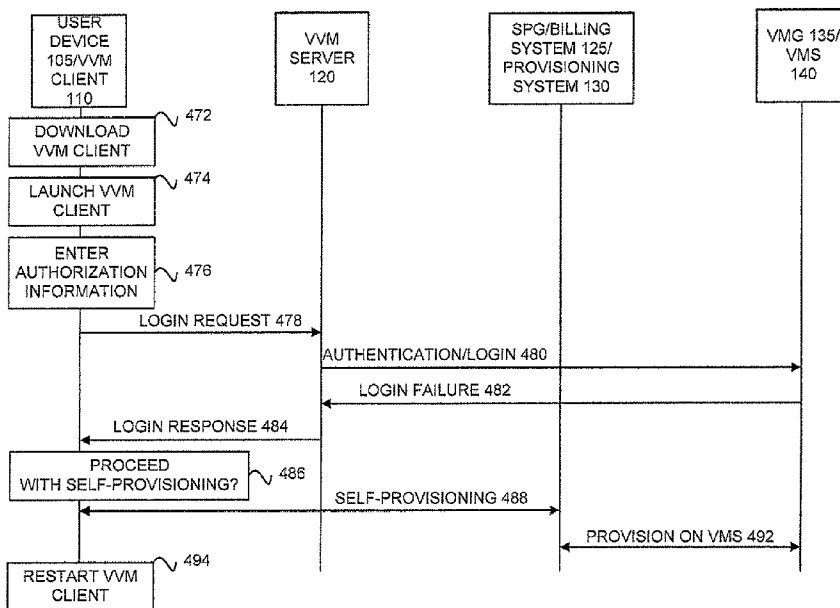 USER
DEVICE
105/VVM
CLIENT
110
VVM
SERVER
120
SPG/BILLING
SYSTEM 125/
PROVISIONING
SYSTEM 130
VMG 135/
VMS
140
472
DOWNLOAD
VVM CLIENT
474
LAUNCH VVM
CLIENT
ENTER
AUTHORIZATION
INFORMATION
476
LOGIN REQUEST 478
AUTHENTICATION/LOGIN 480
LOGIN FAILURE 482
LOGIN RESPONSE 484
PROCEED
WITH SELF-PROVISIONING?
486
SELF-PROVISIONING 488
PROVISION ON VMS 492
494
RESTART VVM
CLIENT